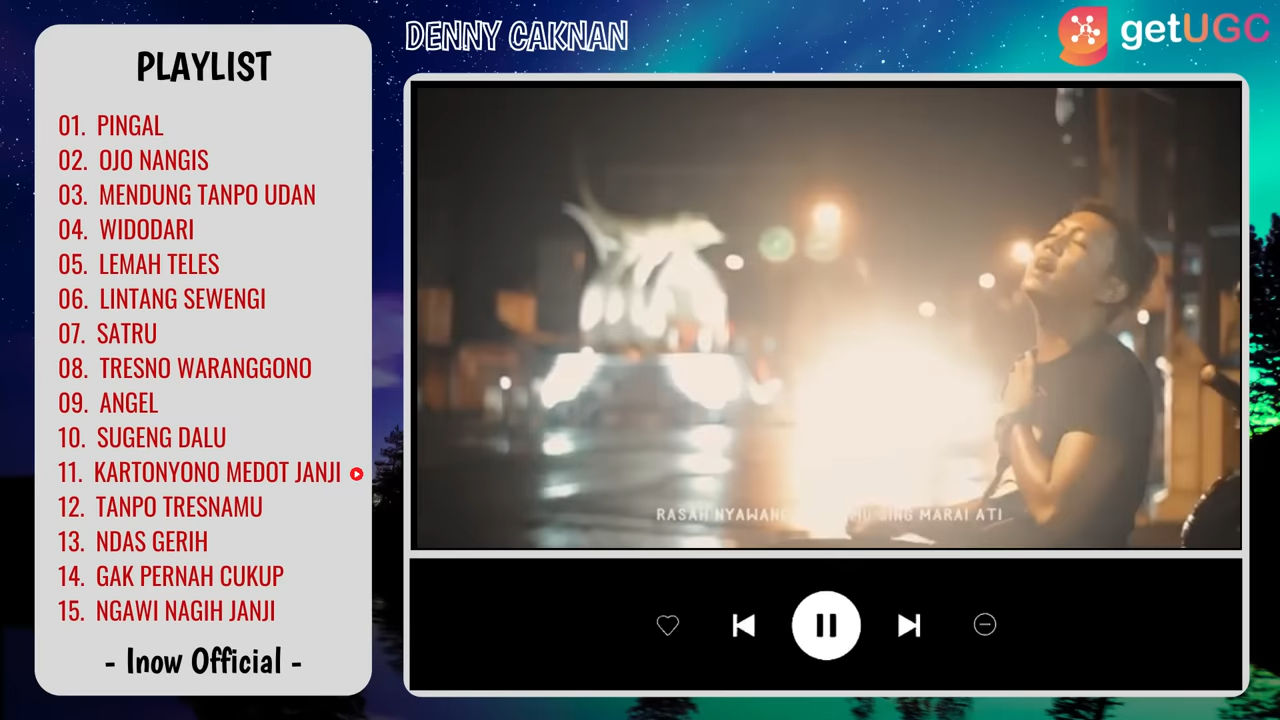 DENNY CAKNAN
getUGC
PLAYLIST
01. PINGAL
02. OJO NANGIS
03. MENDUNG TANPO UDAN
04. WIDODARI
05. LEMAH TELES
06. LINTANG SEWENGI
07. SATRU
08. TRESNO WARANGGONO
09. ANGEL
10. SUGENG DALU
11. KARTONYONO MEDOT JANJI
12. TANPO TRESNAMU
13. NDAS GERIH
14. GAK PERNAH CUKUP
15. NGAWI NAGIH JANJI
- Inow Official -
RASAH NYAWANG SING MARAI ATI